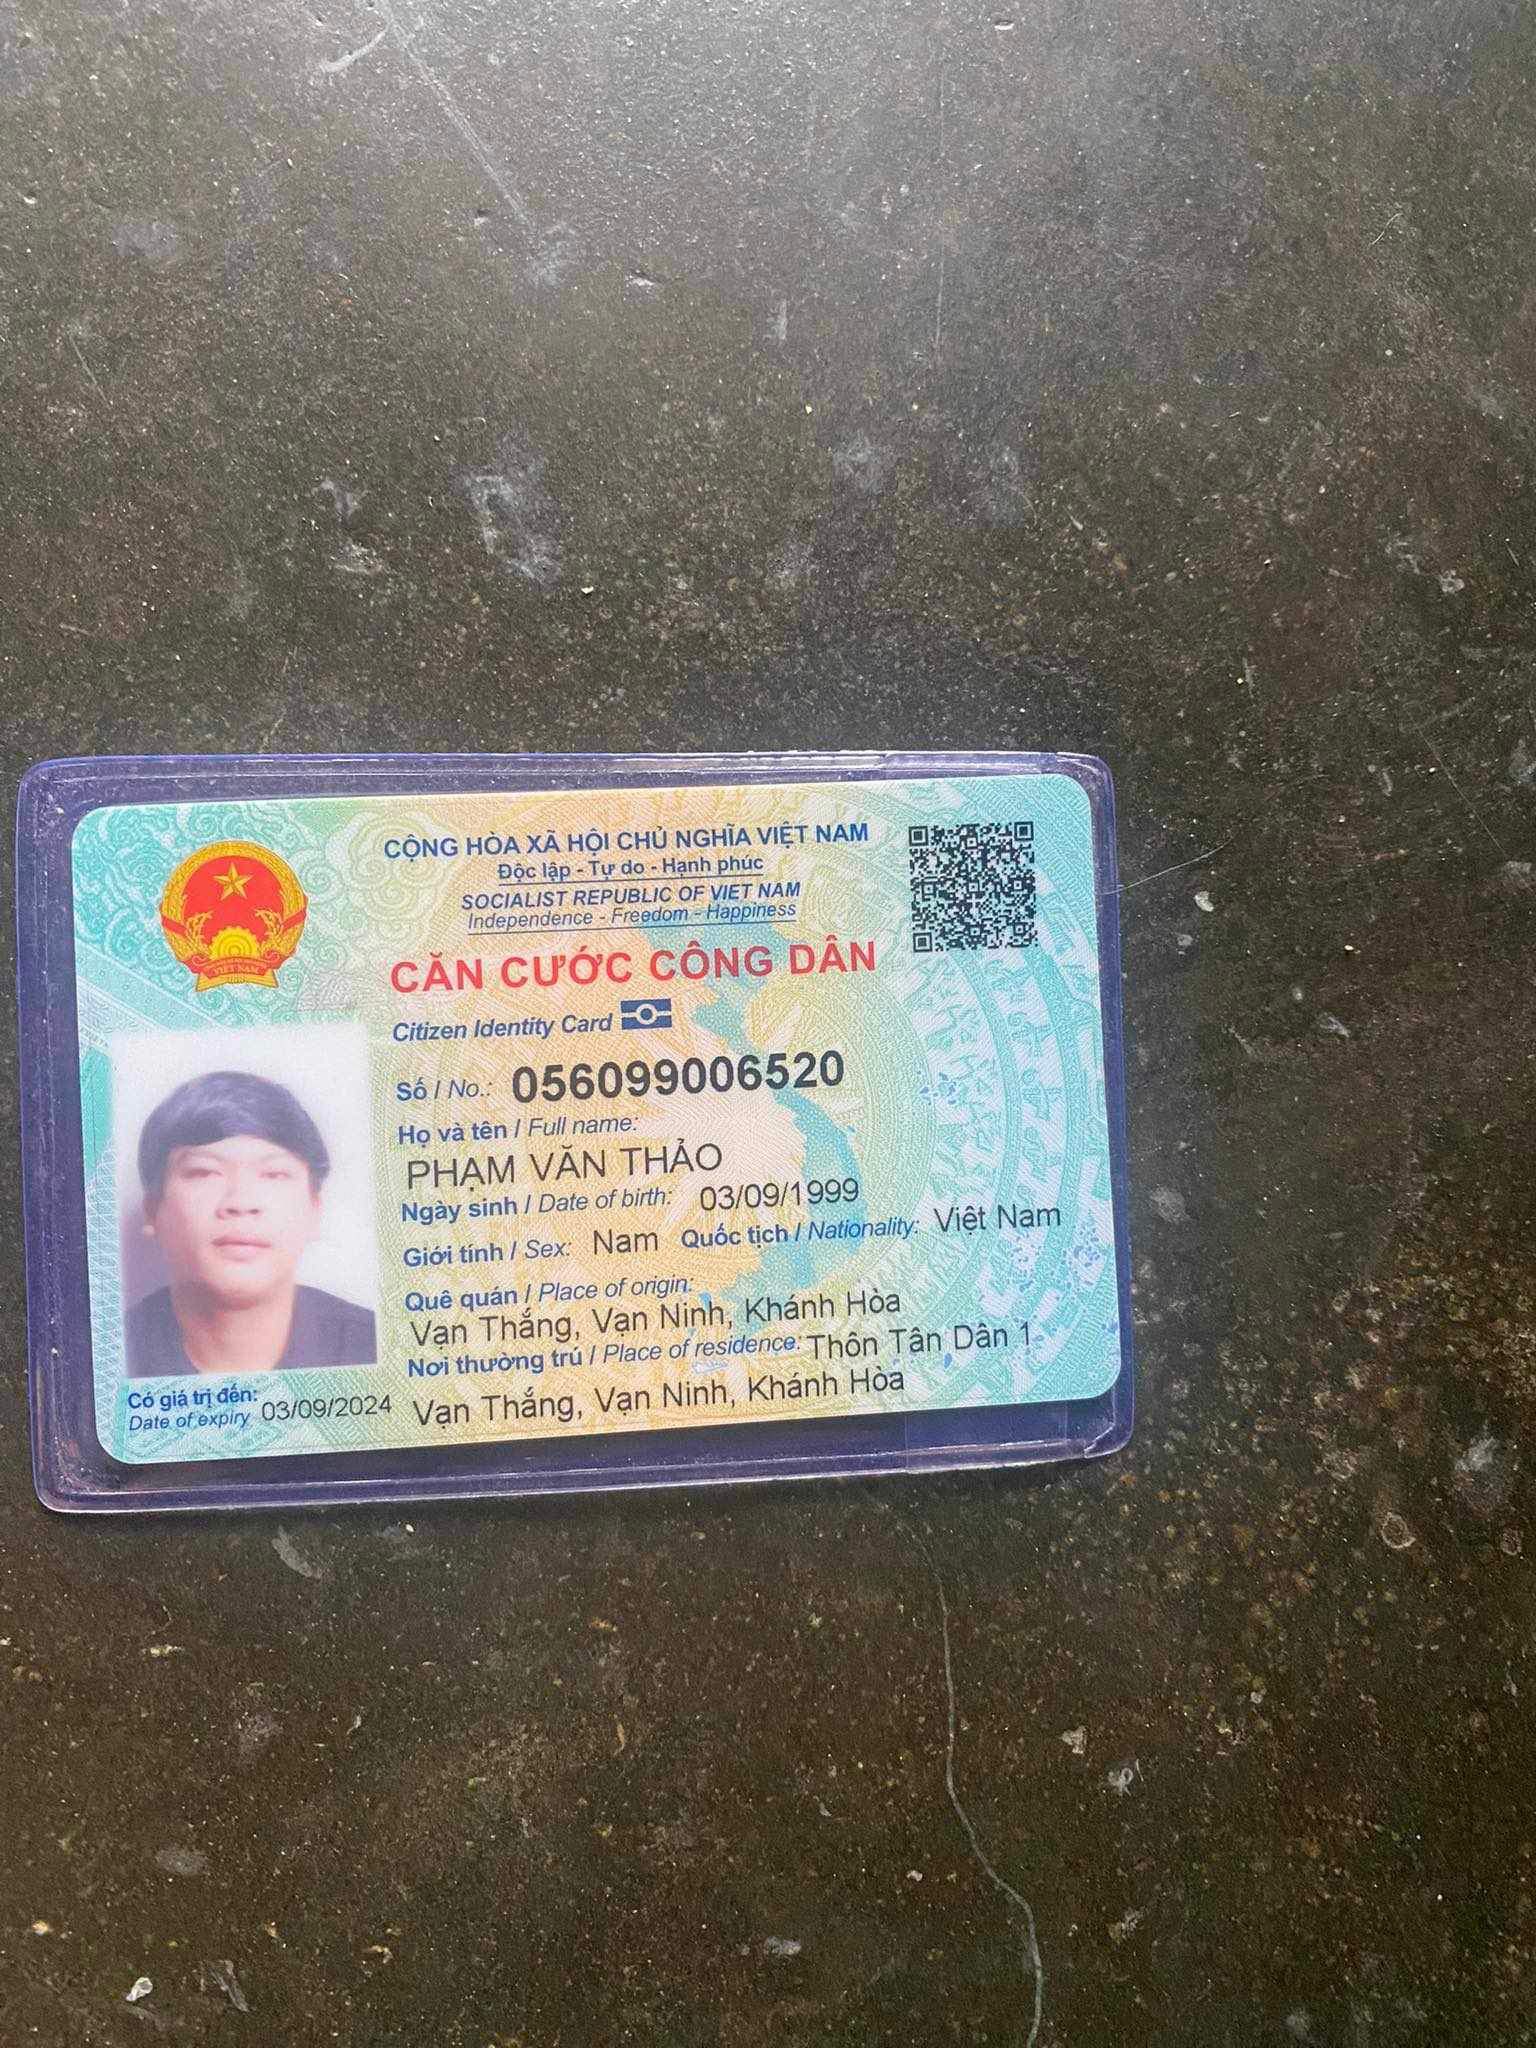 CỘNG HÒA XÃ HỘI CHỦ NGHĨA VIỆT NAM
Độc lập - Tự do - Hạnh phúc
SOCIALIST REPUBLIC OF VIET NAM
Independence - Freedom - Happiness
CĂN CƯỚC CÔNG DÂN
Citizen Identity Card
Số / No.: 056099006520
Họ và tên / Full name:
PHẠM VĂN THẢO
Ngày sinh / Date of birth: 03/09/1999
Giới tính / Sex: Nam Quốc tịch / Nationality: Việt Nam
Quê quán / Place of origin:
Vạn Thắng, Vạn Ninh, Khánh Hòa
Nơi thường trú / Place of residence: Thôn Tân Dân 1
Vạn Thắng, Vạn Ninh, Khánh Hòa
Có giá trị đến: 03/09/2024
Date of expiry
VIỆT NAM